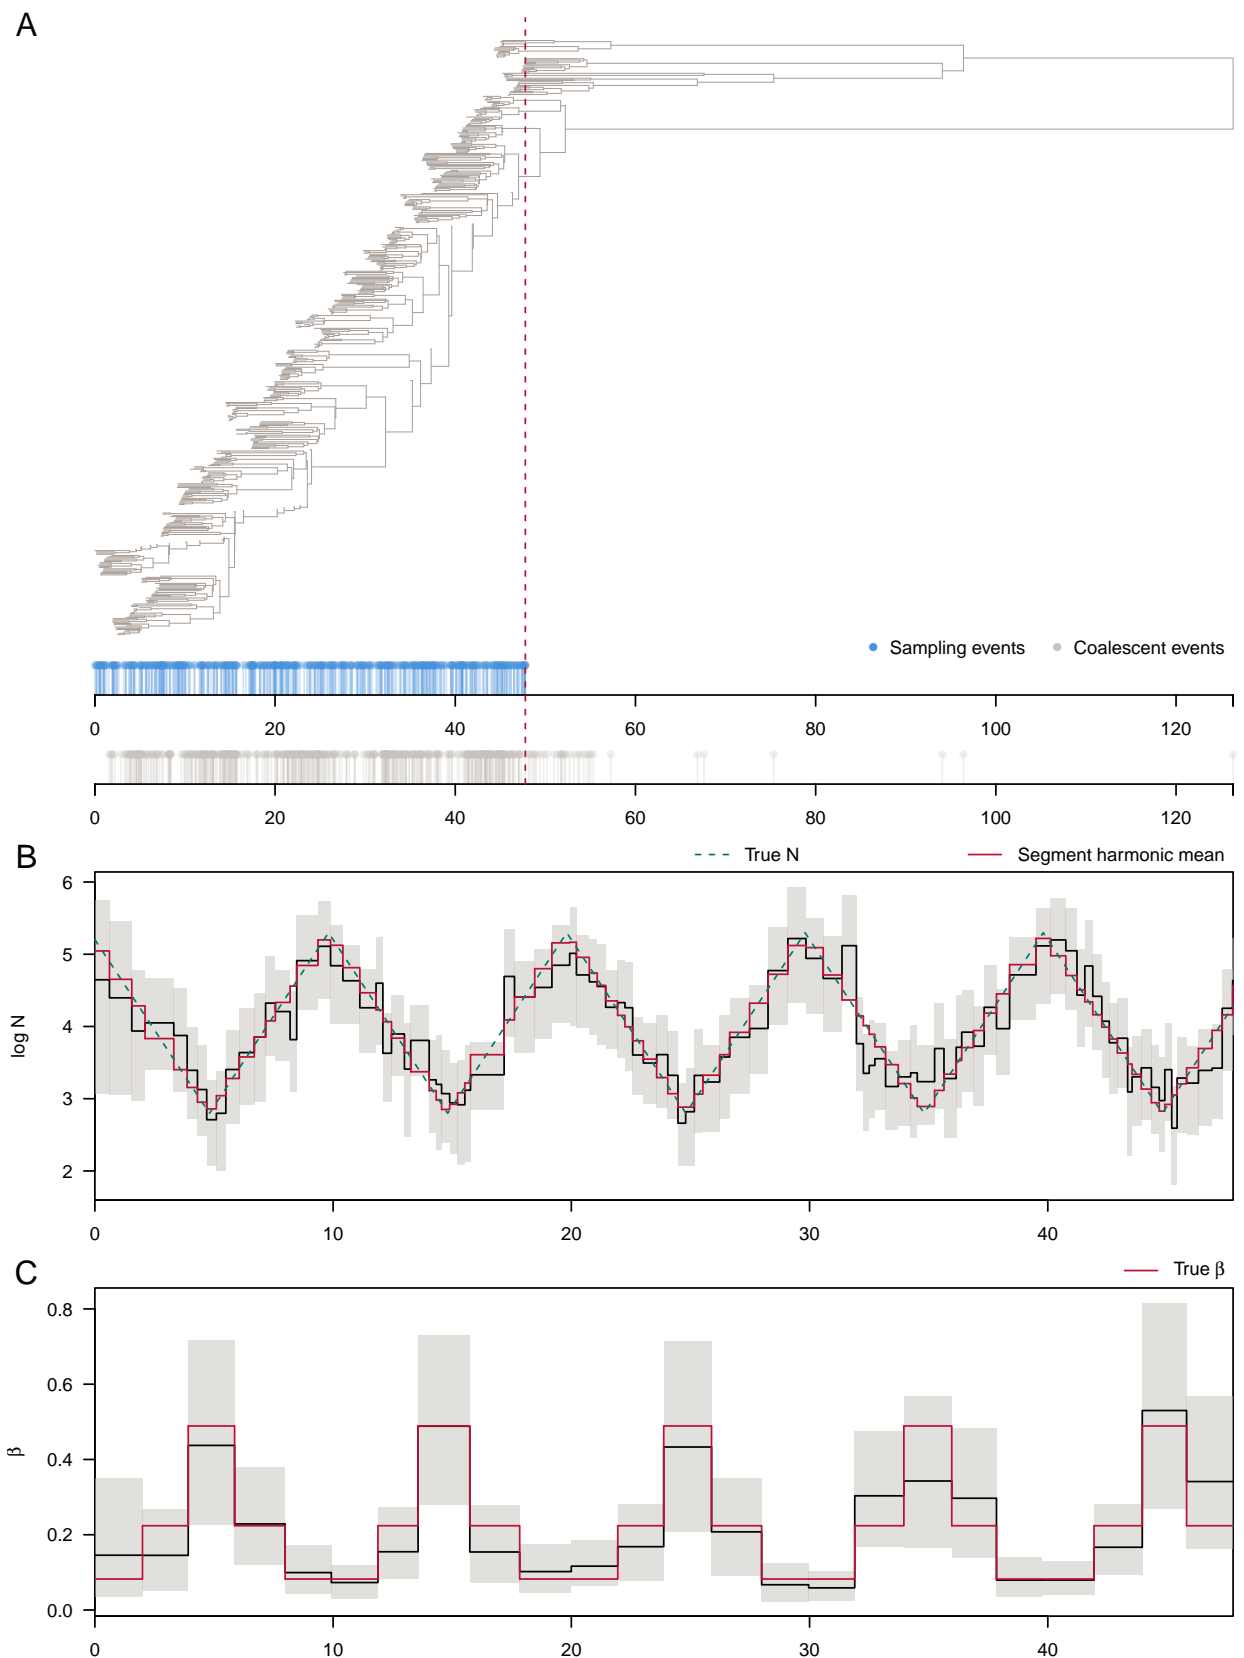 A
Sampling events Coalescent events
0 20 40 60 80 100 120
0 20 40 60 80 100 120
B
True N Segment harmonic mean
6
5
4
3
2
log N
0 10 20 30 40
C
True β
0.8
0.6
0.4
0.2
0.0
β
0 10 20 30 40